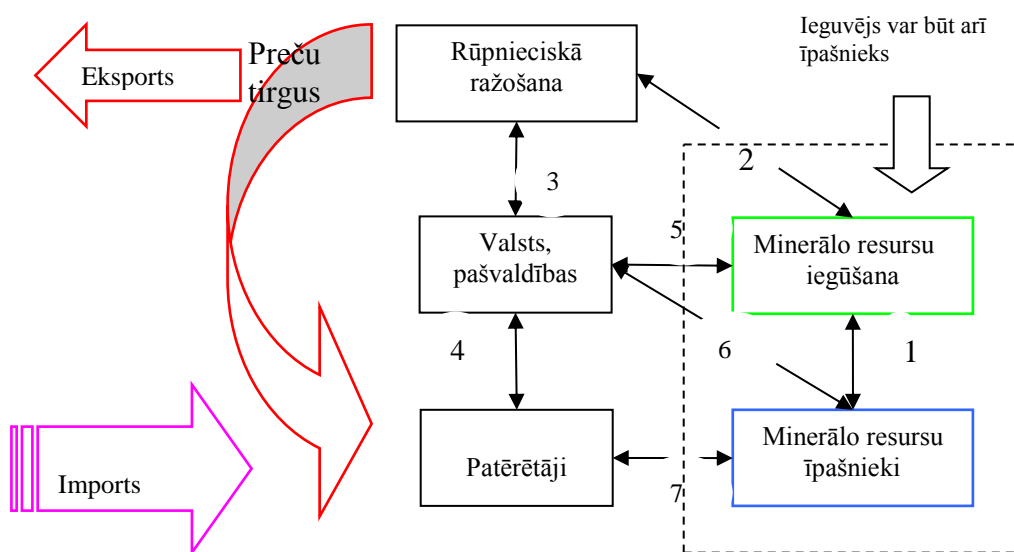 Ieguvējs var būt arī
īpašnieks
Rūpnieciskā
ražošana
Preču
tirgus
Eksports
2
3
Valsts,
pašvaldības
5
Minerālo resursu
iegūšana
4
6
1
Patērētāji
Minerālo resursu
īpašnieki
7
Imports